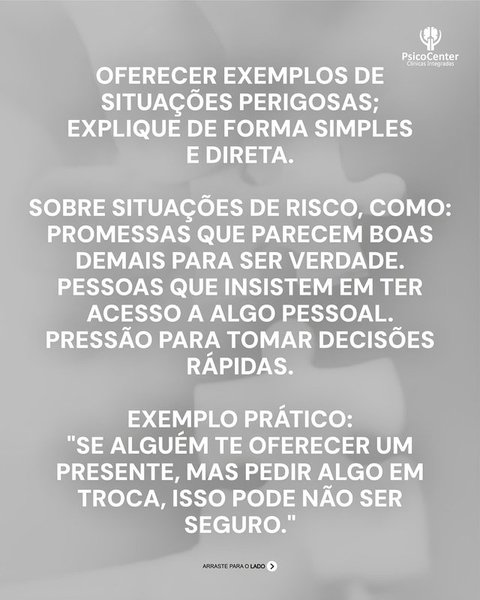 PsicoCenter
Clínicas Integradas
OFERECER EXEMPLOS DE
SITUAÇÕES PERIGOSAS;
EXPLIQUE DE FORMA SIMPLES
E DIRETA.
SOBRE SITUAÇÕES DE RISCO, COMO:
PROMESSAS QUE PARECEM BOAS
DEMAIS PARA SER VERDADE.
PESSOAS QUE INSISTEM EM TER
ACESSO A ALGO PESSOAL.
PRESSÃO PARA TOMAR DECISÕES
RÁPIDAS.
EXEMPLO PRÁTICO:
"SE ALGUÉM TE OFERECER UM
PRESENTE, MAS PEDIR ALGO EM
TROCA, ISSO PODE NÃO SER
SEGURO."
ARRASTE PARA O LADO